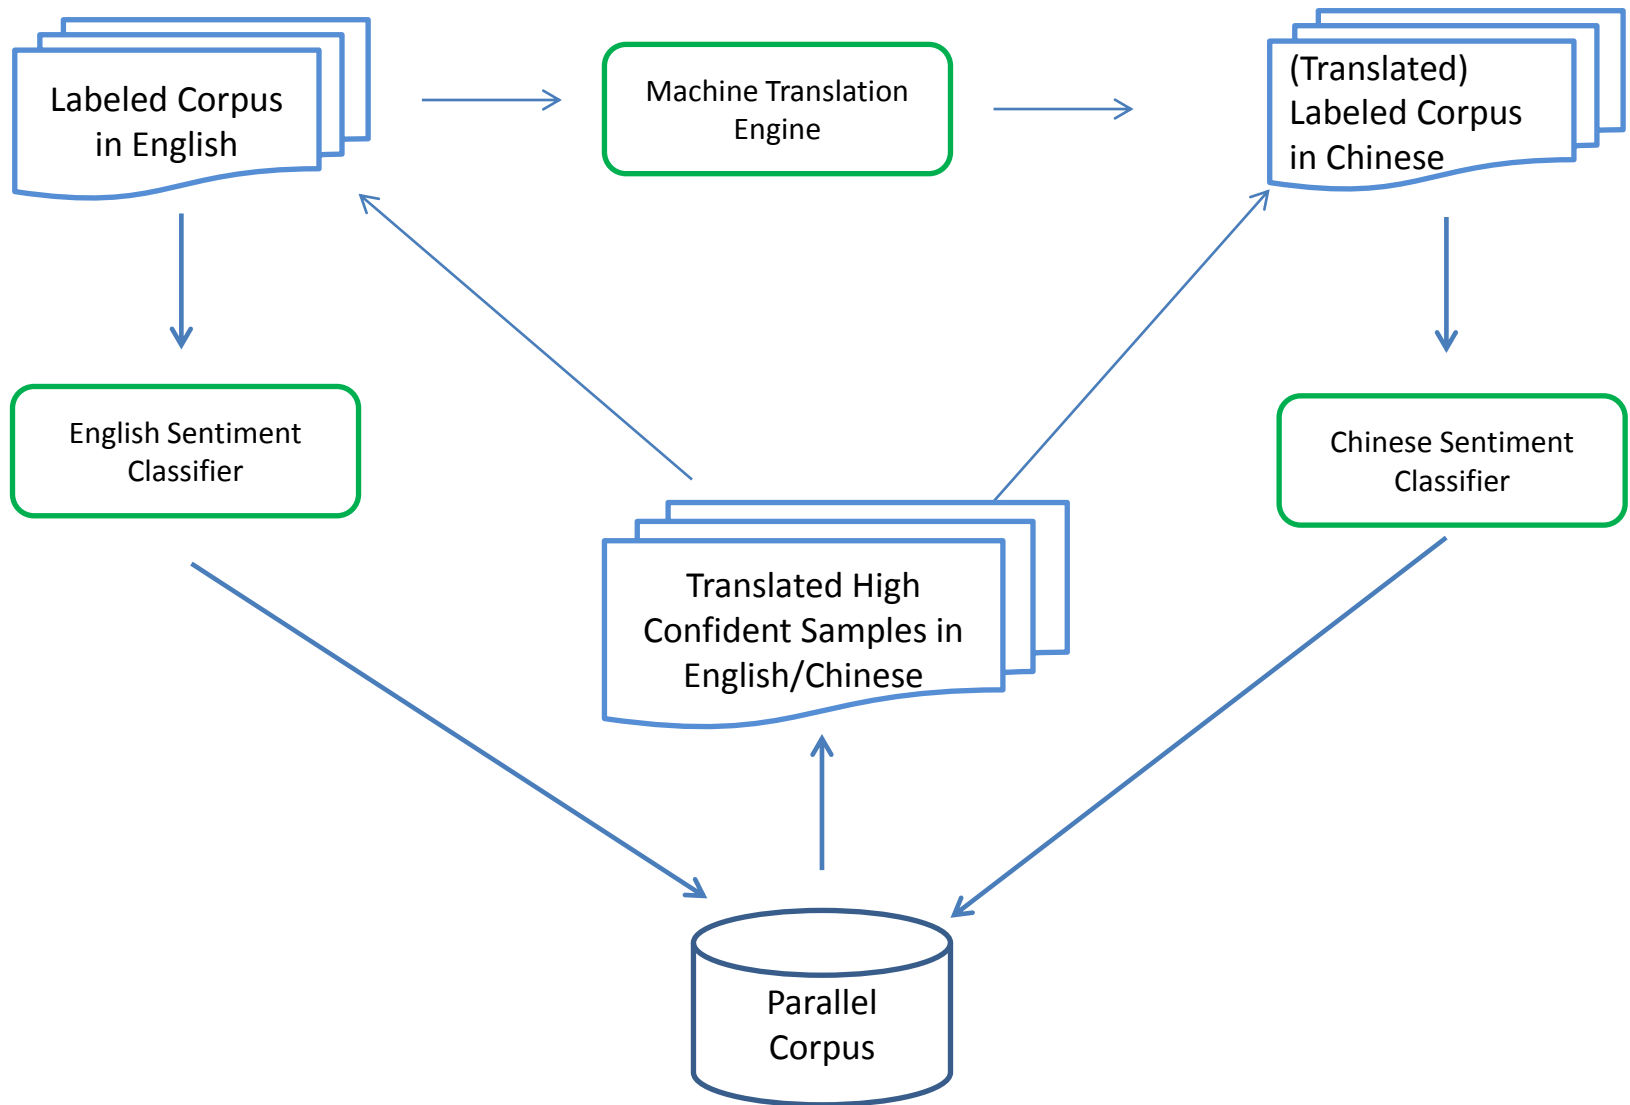 Labeled Corpus
in English
Machine Translation
Engine
(Translated)
Labeled Corpus
in Chinese
English Sentiment
Classifier
Chinese Sentiment
Classifier
Translated High
Confident Samples in
English/Chinese
Parallel
Corpus